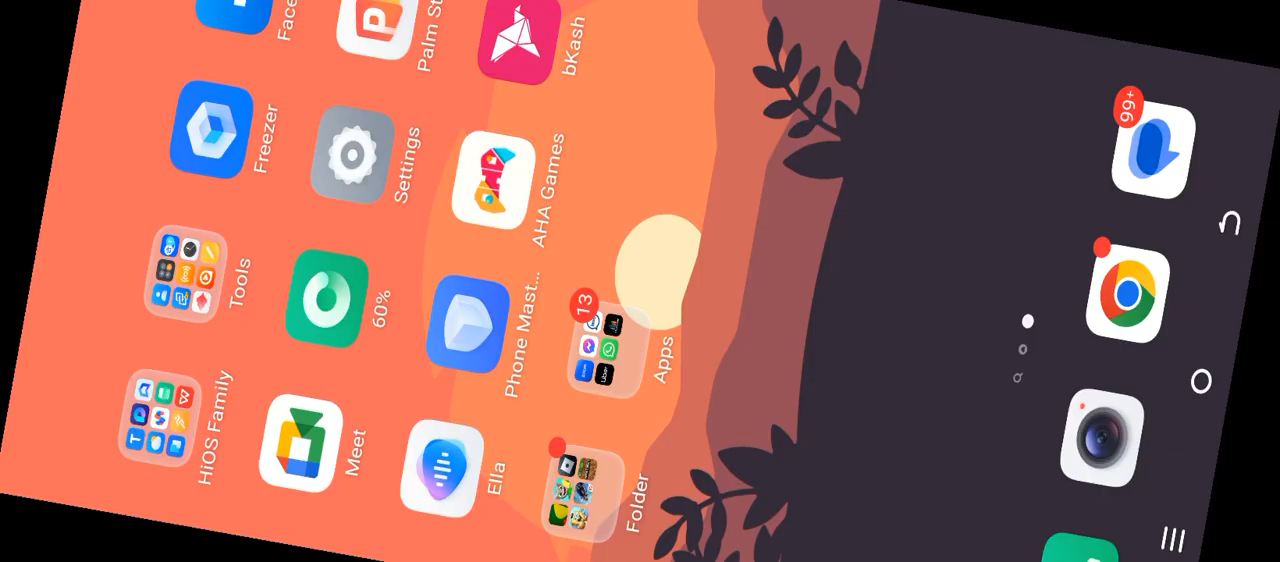 HiOS Family Tools Freezer Face
Meet 60% Settings Palm St
Ella Phone Mast... AHA Games bKash
13
Folder Apps
99+